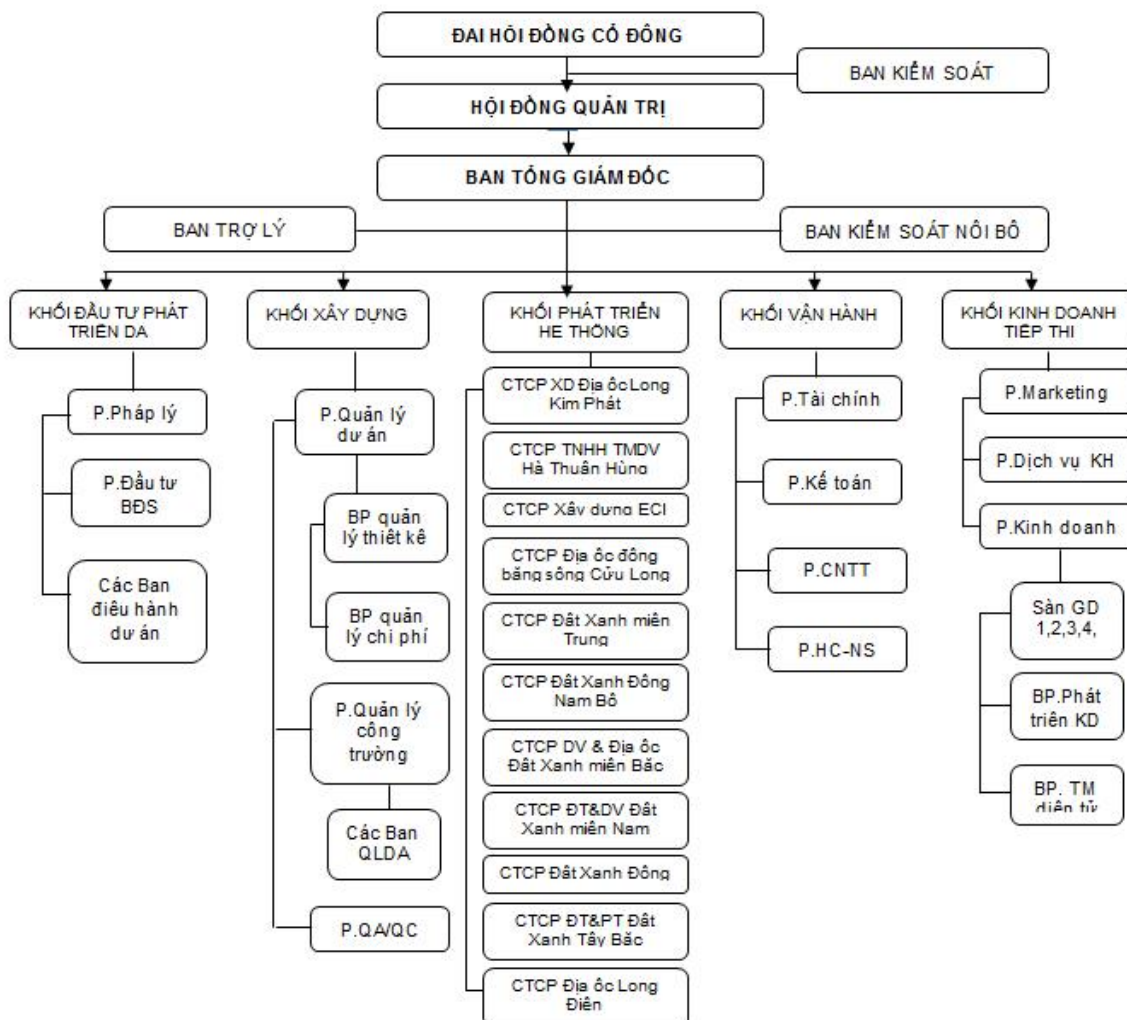 ĐẠI HỘI ĐỒNG CỔ ĐÔNG
BAN KIỂM SOÁT
HỘI ĐỒNG QUẢN TRỊ
BAN TỔNG GIÁM ĐỐC
BAN TRỢ LÝ
BAN KIỂM SOÁT NỘI BỘ
KHỐI ĐẦU TƯ PHÁT
TRIỂN DA
P.Pháp lý
P.Đầu tư
BĐS
Các Ban
điều hành
dự án
KHỐI XÂY DỰNG
P.Quản lý
dự án
BP quản
lý thiết kế
BP quản
lý chi phí
P.Quản lý
công
trường
Các Ban
QLDA
P.QA/QC
KHỐI PHÁT TRIỂN
HỆ THỐNG
CTCP XD Địa ốc Long
Kim Phát
CTCP TNHH TMDV
Hà Thuận Hùng
CTCP Xây dựng ECI
CTCP Địa ốc đồng
bằng sông Cửu Long
CTCP Đất Xanh miền
Trung
CTCP Đất Xanh Đông
Nam Bộ
CTCP DV & Địa ốc
Đất Xanh miền Bắc
CTCP ĐT&DV Đất
Xanh miền Nam
CTCP Đất Xanh Đông
CTCP ĐT&PT Đất
Xanh Tây Bắc
CTCP Địa ốc Long
Điền
KHỐI VẬN HÀNH
P.Tài chính
P.Kế toán
P.CNTT
P.HC-NS
KHỐI KINH DOANH
TIẾP THỊ
P.Marketing
P.Dịch vụ KH
P.Kinh doanh
Sàn GD
1,2,3,4,
BP.Phát
triển KD
BP. TM
điện tử